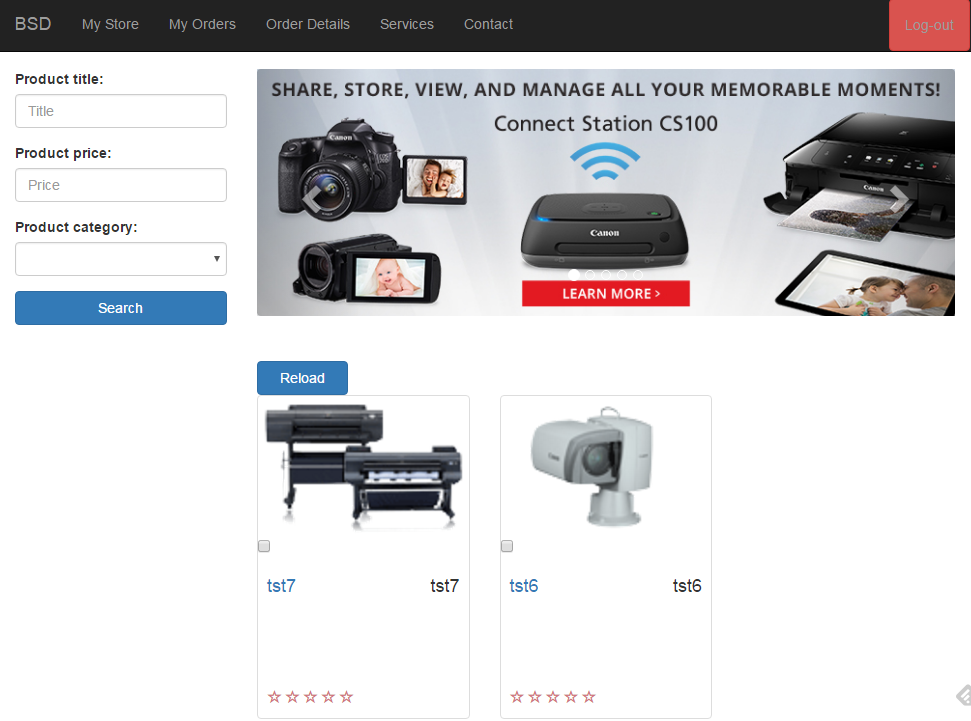 BSD My Store My Orders Order Details Services Contact Log-out
Product title:
Title
Product price:
Price
Product category:
Search
SHARE, STORE, VIEW, AND MANAGE ALL YOUR MEMORABLE MOMENTS!
Connect Station CS100
Canon
Canon
Canon
LEARN MORE >
Reload
tst7 tst7
tst6 tst6